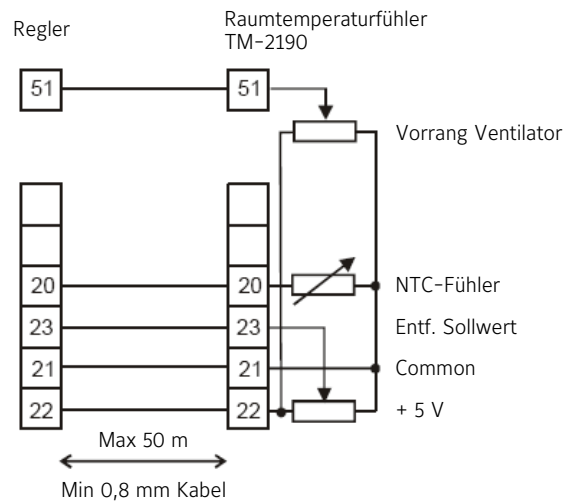 Regler
Raumtemperaturfühler
TM-2190
51 51
Vorrang Ventilator
20 20 NTC-Fühler
23 23 Entf. Sollwert
21 21 Common
22 22 + 5 V
Max 50 m
Min 0,8 mm Kabel